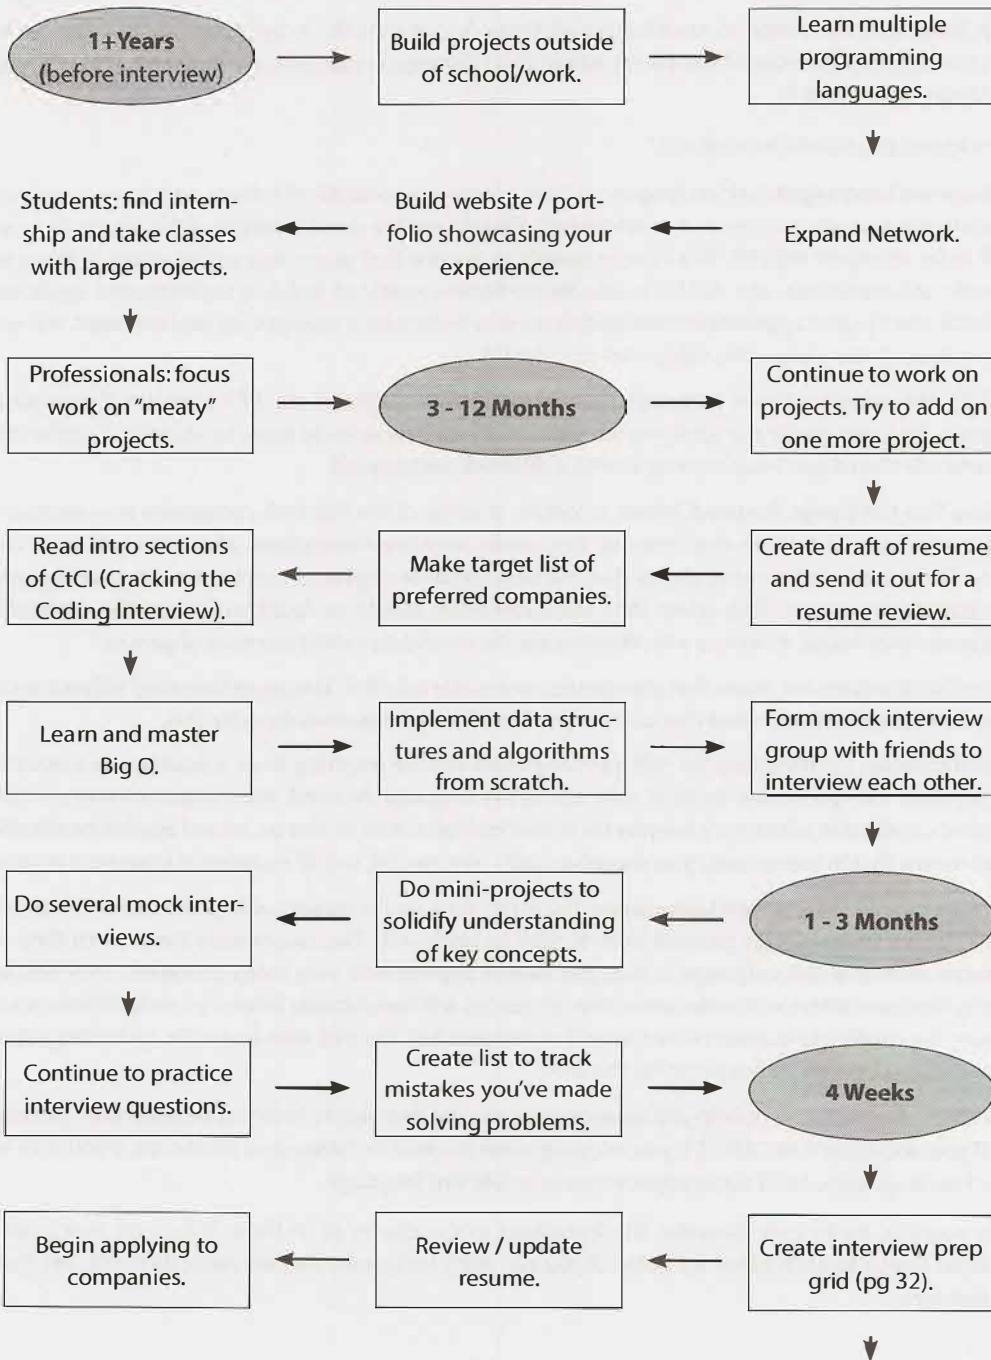 1+Years
(before interview)
Build projects outside
of school/work.
Learn multiple
programming
languages.
Expand Network.
Build website / port-
folio showcasing your
experience.
Students: find intern-
ship and take classes
with large projects.
Professionals: focus
work on “meaty”
projects.
3 - 12 Months
Continue to work on
projects. Try to add on
one more project.
Create draft of resume
and send it out for a
resume review.
Make target list of
preferred companies.
Read intro sections
of CtCI (Cracking the
Coding Interview).
Learn and master
Big O.
Implement data struc-
tures and algorithms
from scratch.
Form mock interview
group with friends to
interview each other.
1 - 3 Months
Do mini-projects to
solidify understanding
of key concepts.
Do several mock inter-
views.
Continue to practice
interview questions.
Create list to track
mistakes you’ve made
solving problems.
4 Weeks
Create interview prep
grid (pg 32).
Review / update
resume.
Begin applying to
companies.